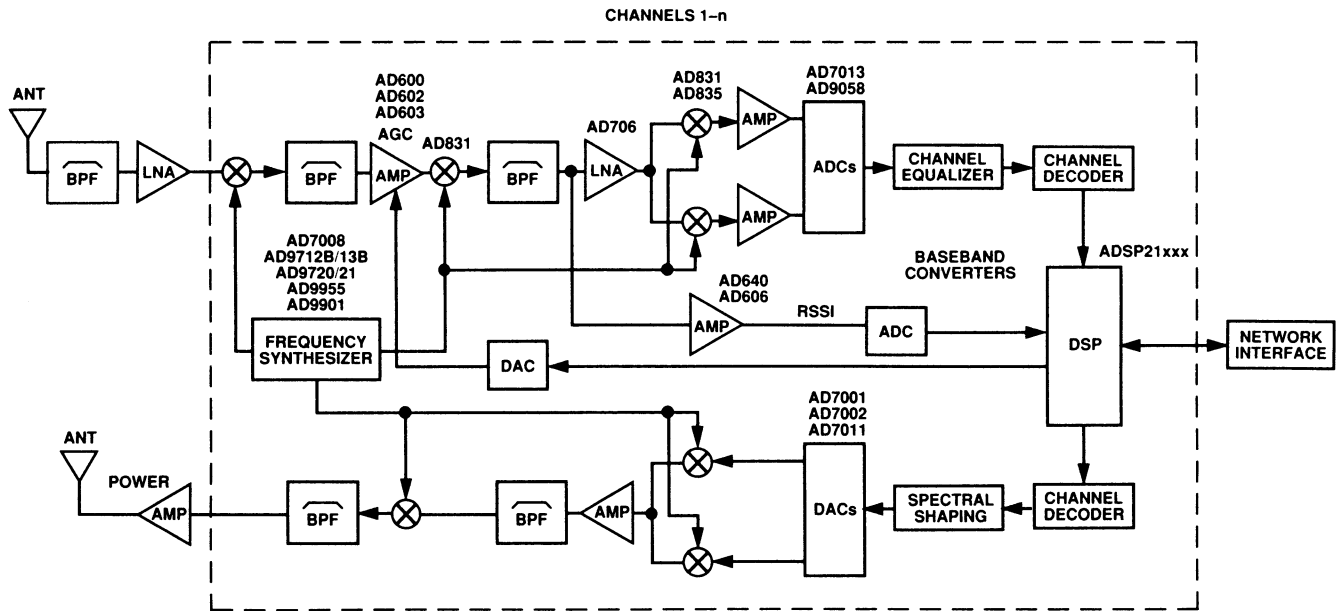 CHANNELS 1–n
ANT
BPF
LNA
BPF
AD600
AD602
AD603
AGC
AMP
AD831
BPF
AD706
LNA
AD831
AD835
AMP
AMP
AD7013
AD9058
ADCs
CHANNEL
EQUALIZER
CHANNEL
DECODER
AD7008
AD9712B/13B
AD9720/21
AD9955
AD9901
FREQUENCY
SYNTHESIZER
AD640
AD606
AMP
RSSI
ADC
BASEBAND
CONVERTERS
ADSP21xxx
DSP
NETWORK
INTERFACE
DAC
ANT
POWER
AMP
BPF
BPF
AMP
AD7001
AD7002
AD7011
DACs
SPECTRAL
SHAPING
CHANNEL
DECODER